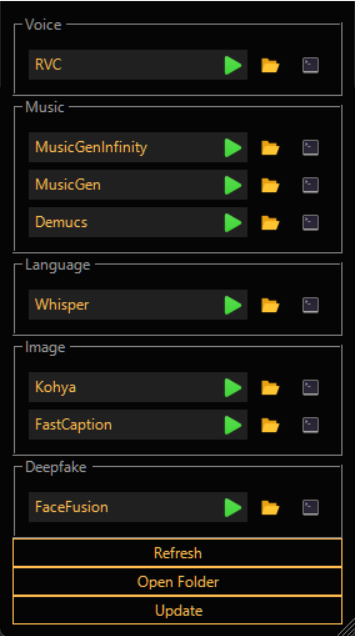 Voice
RVC
Music
MusicGenInfinity
MusicGen
Demucs
Language
Whisper
Image
Kohya
FastCaption
Deepfake
FaceFusion
Refresh
Open Folder
Update